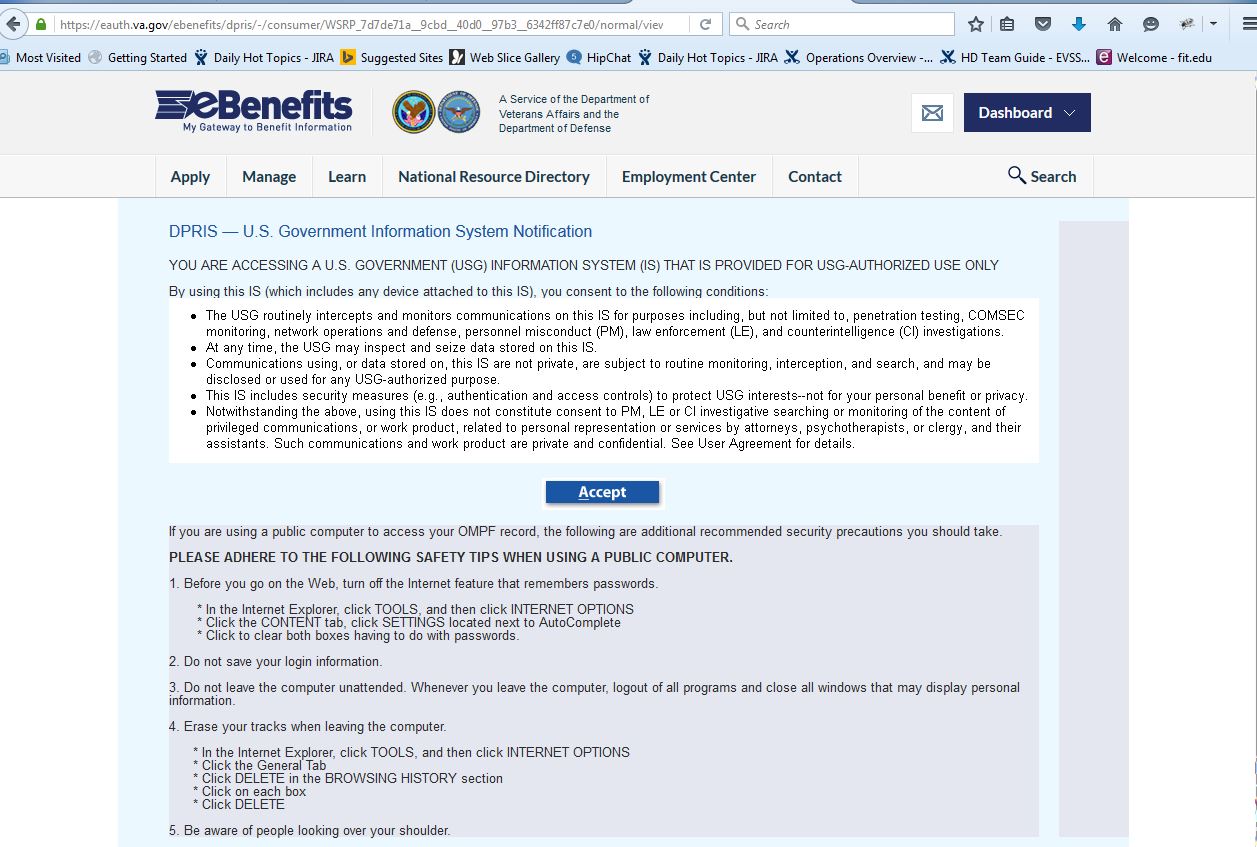 https://eauth.va.gov/ebenefits/dpris/-/consumer/WSRP_7d7de71a__9cbd_40d0_97b3__6342ff87c7e0/normal/view
Search
Most Visited Getting Started Daily Hot Topics - JIRA Suggested Sites Web Slice Gallery HipChat Daily Hot Topics - JIRA Operations Overview -... HD Team Guide - EVSS... Welcome - fit.edu
eBenefits
My Gateway to Benefit Information
A Service of the Department of
Veterans Affairs and the
Department of Defense
Dashboard
Apply Manage Learn National Resource Directory Employment Center Contact Search
DPRIS — U.S. Government Information System Notification
YOU ARE ACCESSING A U.S. GOVERNMENT (USG) INFORMATION SYSTEM (IS) THAT IS PROVIDED FOR USG-AUTHORIZED USE ONLY
By using this IS (which includes any device attached to this IS), you consent to the following conditions:
• The USG routinely intercepts and monitors communications on this IS for purposes including, but not limited to, penetration testing, COMSEC
monitoring, network operations and defense, personnel misconduct (PM), law enforcement (LE), and counterintelligence (CI) investigations.
• At any time, the USG may inspect and seize data stored on this IS.
• Communications using, or data stored on, this IS are not private, are subject to routine monitoring, interception, and search, and may be
disclosed or used for any USG-authorized purpose.
• This IS includes security measures (e.g., authentication and access controls) to protect USG interests--not for your personal benefit or privacy.
• Notwithstanding the above, using this IS does not constitute consent to PM, LE or CI investigative searching or monitoring of the content of
privileged communications, or work product, related to personal representation or services by attorneys, psychotherapists, or clergy, and their
assistants. Such communications and work product are private and confidential. See User Agreement for details.
Accept
If you are using a public computer to access your OMPF record, the following are additional recommended security precautions you should take.
PLEASE ADHERE TO THE FOLLOWING SAFETY TIPS WHEN USING A PUBLIC COMPUTER.
1. Before you go on the Web, turn off the Internet feature that remembers passwords.
* In the Internet Explorer, click TOOLS, and then click INTERNET OPTIONS
* Click the CONTENT tab, click SETTINGS located next to AutoComplete
* Click to clear both boxes having to do with passwords.
2. Do not save your login information.
3. Do not leave the computer unattended. Whenever you leave the computer, logout of all programs and close all windows that may display personal
information.
4. Erase your tracks when leaving the computer.
* In the Internet Explorer, click TOOLS, and then click INTERNET OPTIONS
* Click the General Tab
* Click DELETE in the BROWSING HISTORY section
* Click on each box
* Click DELETE
5. Be aware of people looking over your shoulder.